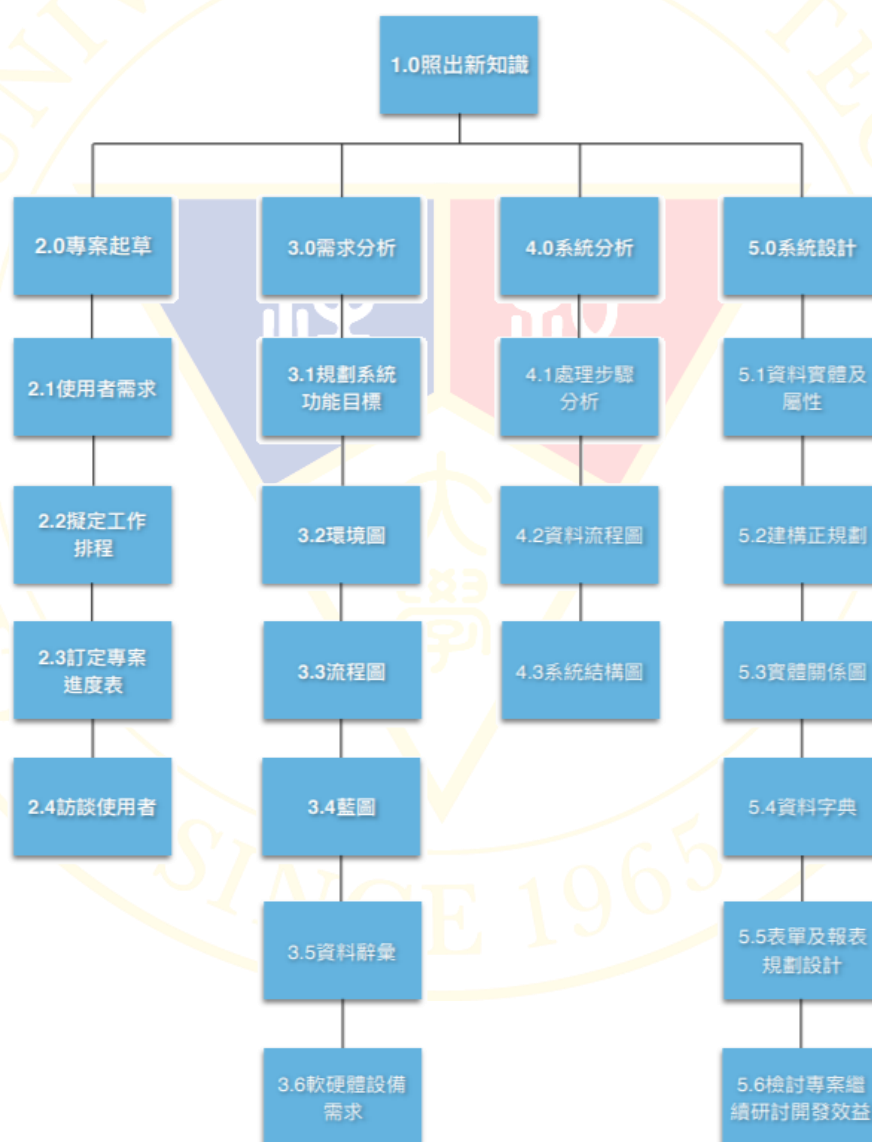 1.0照出新知識
2.0專案起草
3.0需求分析
4.0系統分析
5.0系統設計
2.1使用者需求
3.1規劃系統
功能目標
4.1處理步驟
分析
5.1資料實體及
屬性
2.2擬定工作
排程
3.2環境圖
4.2資料流程圖
5.2建構正規劃
2.3訂定專案
進度表
3.3流程圖
4.3系統結構圖
5.3實體關係圖
2.4訪談使用者
3.4藍圖
5.4資料字典
3.5資料辭彙
5.5表單及報表
規劃設計
3.6軟硬體設備
需求
5.6檢討專案繼
續研討開發效益
大學
SINCE 1965